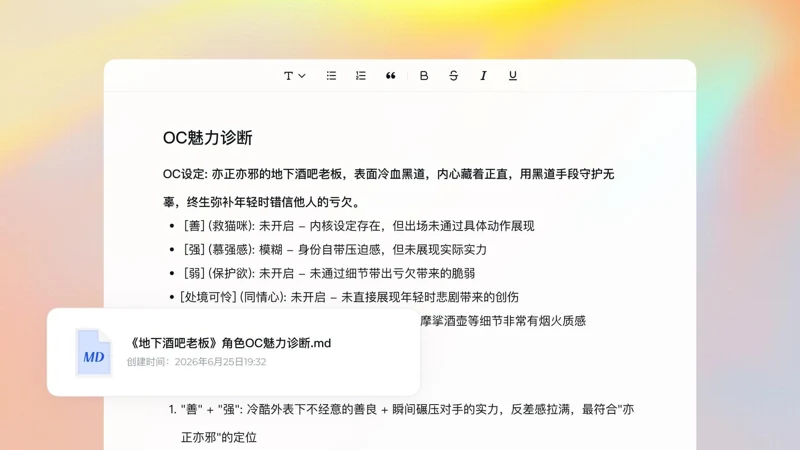 T
B S I U
OC魅力诊断
OC设定: 亦正亦邪的地下酒吧老板，表面冷血黑道，内心藏着正直，用黑道手段守护无
辜，终生弥补年轻时错信他人的亏欠。
• [善] (救猫咪): 未开启 – 内核设定存在，但出场未通过具体动作展现
• [强] (慕强感): 模糊 – 身份自带压迫感，但未展现实际实力
• [弱] (保护欲): 未开启 – 未通过细节带出亏欠带来的脆弱
• [处境可怜] (同情心): 未开启 – 未直接展现年轻时悲剧带来的创伤
摩挲酒壶等细节非常有烟火质感
MD
《地下酒吧老板》角色OC魅力诊断.md
创建时间：2026年6月25日19:32
1. "善" + "强": 冷酷外表下不经意的善良 + 瞬间碾压对手的实力，反差感拉满，最符合"亦
正亦邪"的定位